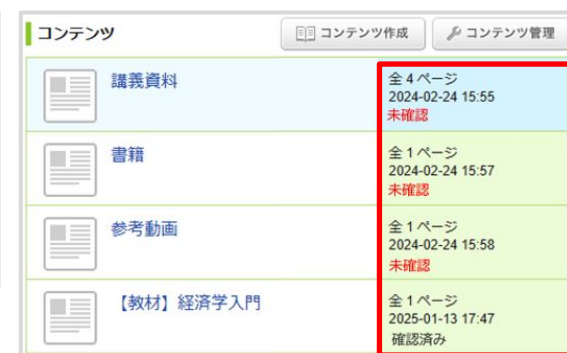 コンテンツ
コンテンツ作成
コンテンツ管理
講義資料
全4ページ
2024-02-24 15:55
未確認
書籍
全1ページ
2024-02-24 15:57
未確認
参考動画
全1ページ
2024-02-24 15:58
未確認
【教材】経済学入門
全1ページ
2025-01-13 17:47
確認済み